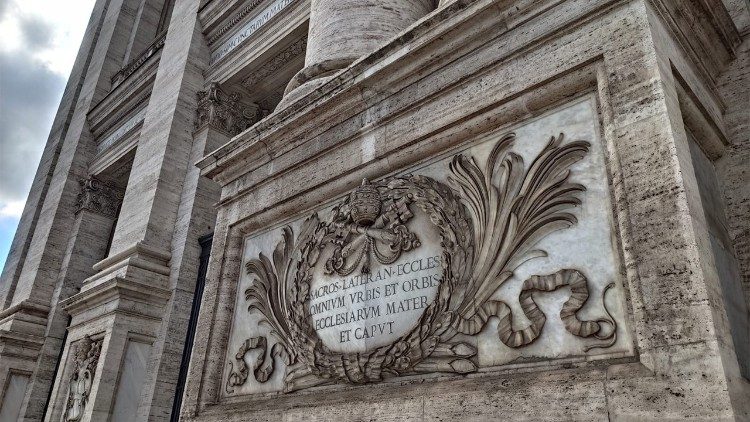 SACROS·LATERAN·ECCLES
OMNIVM VRBIS ET ORBIS
ECCLESIARVM MATER
ET CAPVT